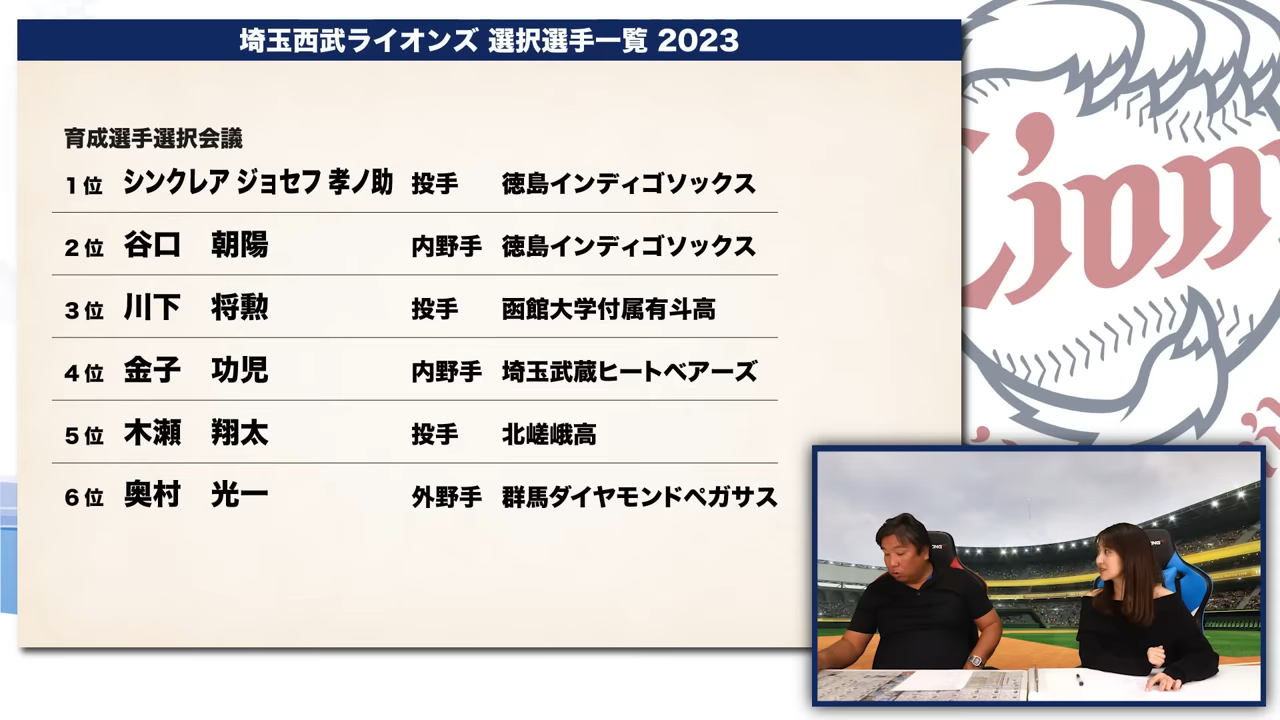 埼玉西武ライオンズ 選択選手一覧 2023
育成選手選択会議
1位 シンクレア ジョセフ 孝ノ助 投手 徳島インディゴソックス
2位 谷口 朝陽 内野手 徳島インディゴソックス
3位 川下 将勲 投手 函館大学付属有斗高
4位 金子 功児 内野手 埼玉武蔵ヒートベアーズ
5位 木瀬 翔太 投手 北嵯峨高
6位 奥村 光一 外野手 群馬ダイヤモンドペガサス
Lions